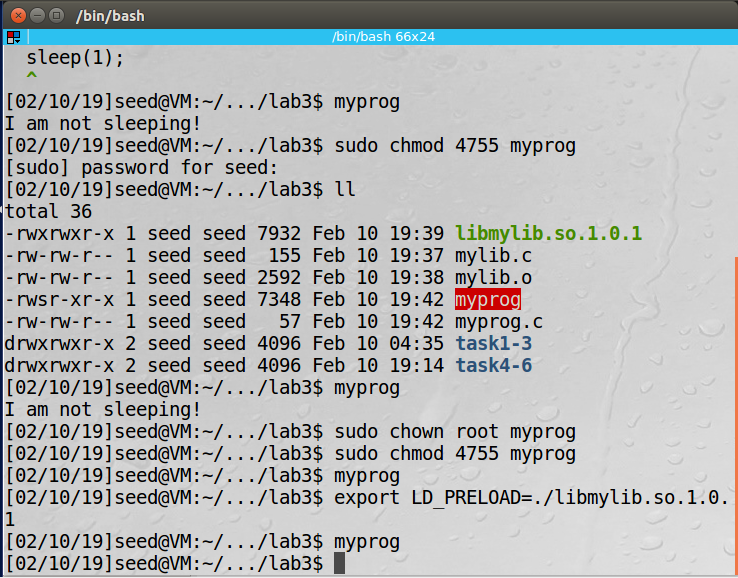 /bin/bash
/bin/bash 66x24
sleep(1);
^
[02/10/19]seed@VM:~/.../lab3$ myprog
I am not sleeping!
[02/10/19]seed@VM:~/.../lab3$ sudo chmod 4755 myprog
[sudo] password for seed:
[02/10/19]seed@VM:~/.../lab3$ ll
total 36
-rwxrwxr-x 1 seed seed 7932 Feb 10 19:39 libmylib.so.1.0.1
-rw-rw-r-- 1 seed seed  155 Feb 10 19:37 mylib.c
-rw-rw-r-- 1 seed seed 2592 Feb 10 19:38 mylib.o
-rwsr-xr-x 1 seed seed 7348 Feb 10 19:42 myprog
-rw-rw-r-- 1 seed seed   57 Feb 10 19:42 myprog.c
drwxrwxr-x 2 seed seed 4096 Feb 10 04:35 task1-3
drwxrwxr-x 2 seed seed 4096 Feb 10 19:14 task4-6
[02/10/19]seed@VM:~/.../lab3$ myprog
I am not sleeping!
[02/10/19]seed@VM:~/.../lab3$ sudo chown root myprog
[02/10/19]seed@VM:~/.../lab3$ sudo chmod 4755 myprog
[02/10/19]seed@VM:~/.../lab3$ myprog
[02/10/19]seed@VM:~/.../lab3$ export LD_PRELOAD=./libmylib.so.1.0.
1
[02/10/19]seed@VM:~/.../lab3$ myprog
[02/10/19]seed@VM:~/.../lab3$